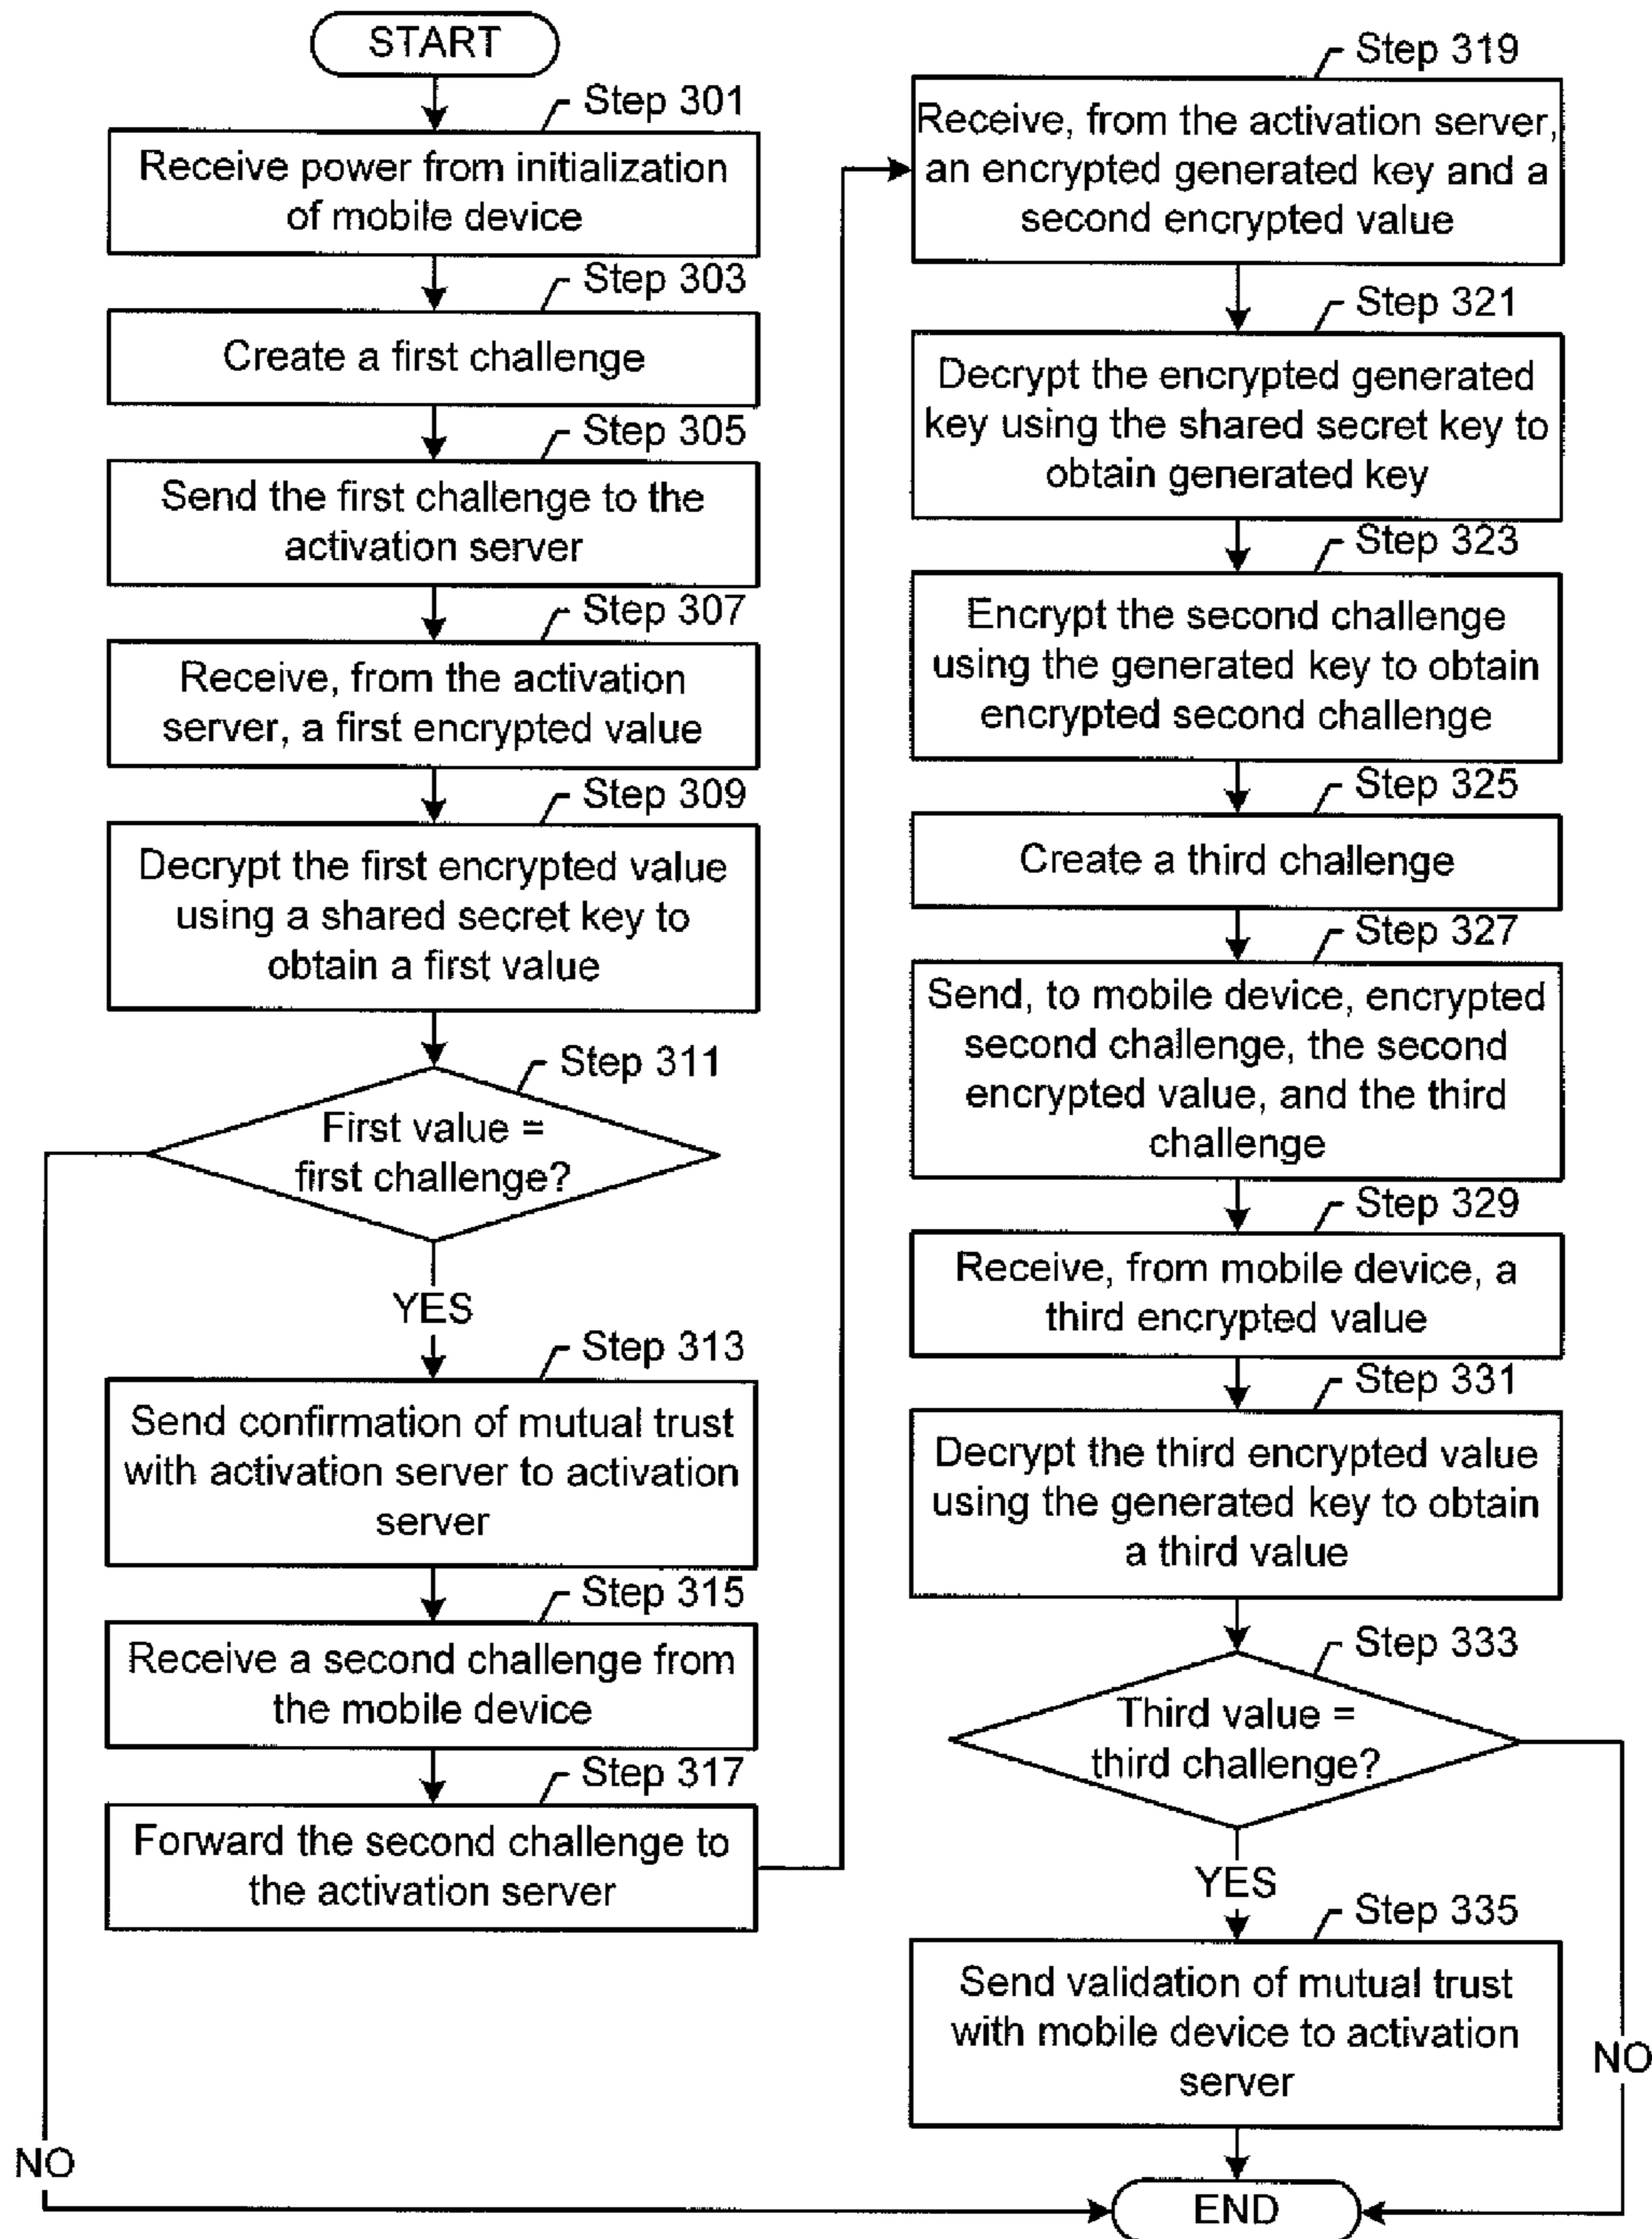 START
Step 301
Receive power from initialization
of mobile device
Step 303
Create a first challenge
Step 305
Send the first challenge to the
activation server
Step 307
Receive, from the activation
server, a first encrypted value
Step 309
Decrypt the first encrypted value
using a shared secret key to
obtain a first value
Step 311
First value =
first challenge?
YES
Step 313
Send confirmation of mutual trust
with activation server to activation
server
Step 315
Receive a second challenge from
the mobile device
Step 317
Forward the second challenge to
the activation server
NO
Step 319
Receive, from the activation server,
an encrypted generated key and a
second encrypted value
Step 321
Decrypt the encrypted generated
key using the shared secret key to
obtain generated key
Step 323
Encrypt the second challenge
using the generated key to obtain
encrypted second challenge
Step 325
Create a third challenge
Step 327
Send, to mobile device, encrypted
second challenge, the second
encrypted value, and the third
challenge
Step 329
Receive, from mobile device, a
third encrypted value
Step 331
Decrypt the third encrypted value
using the generated key to obtain
a third value
Step 333
Third value =
third challenge?
YES
Step 335
Send validation of mutual trust
with mobile device to activation
server
NO
END